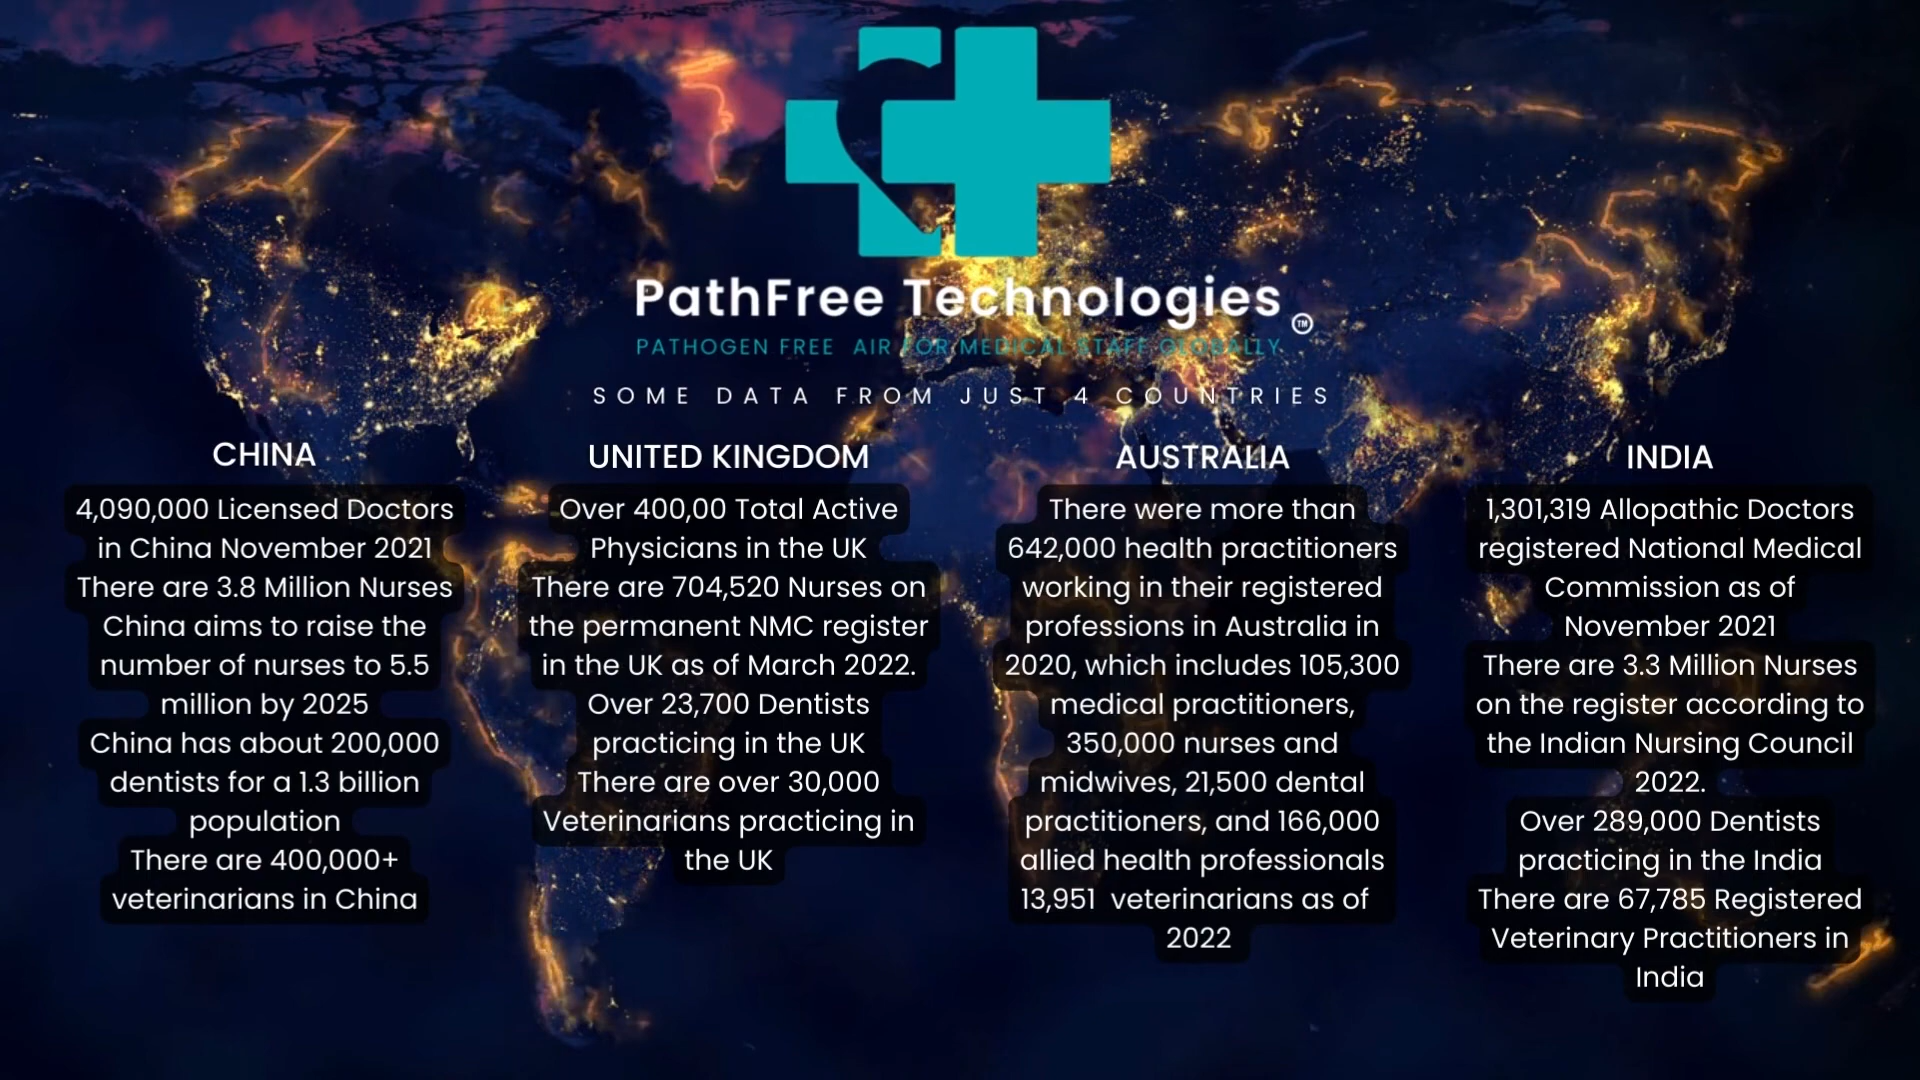 PathFree Technologies
TM
PATHOGEN FREE AIR FOR MEDICAL STAFF GLOBALLY
SOME DATA FROM JUST 4 COUNTRIES
CHINA
4,090,000 Licensed Doctors
in China November 2021
There are 3.8 Million Nurses
China aims to raise the
number of nurses to 5.5
million by 2025
China has about 200,000
dentists for a 1.3 billion
population
There are 400,000+
veterinarians in China
UNITED KINGDOM
Over 400,00 Total Active
Physicians in the UK
There are 704,520 Nurses on
the permanent NMC register
in the UK as of March 2022.
Over 23,700 Dentists
practicing in the UK
There are over 30,000
Veterinarians practicing in
the UK
AUSTRALIA
There were more than
642,000 health practitioners
working in their registered
professions in Australia in
2020, which includes 105,300
medical practitioners,
350,000 nurses and
midwives, 21,500 dental
practitioners, and 166,000
allied health professionals
13,951 veterinarians as of
2022
INDIA
1,301,319 Allopathic Doctors
registered National Medical
Commission as of
November 2021
There are 3.3 Million Nurses
on the register according to
the Indian Nursing Council
2022.
Over 289,000 Dentists
practicing in the India
There are 67,785 Registered
Veterinary Practitioners in
India